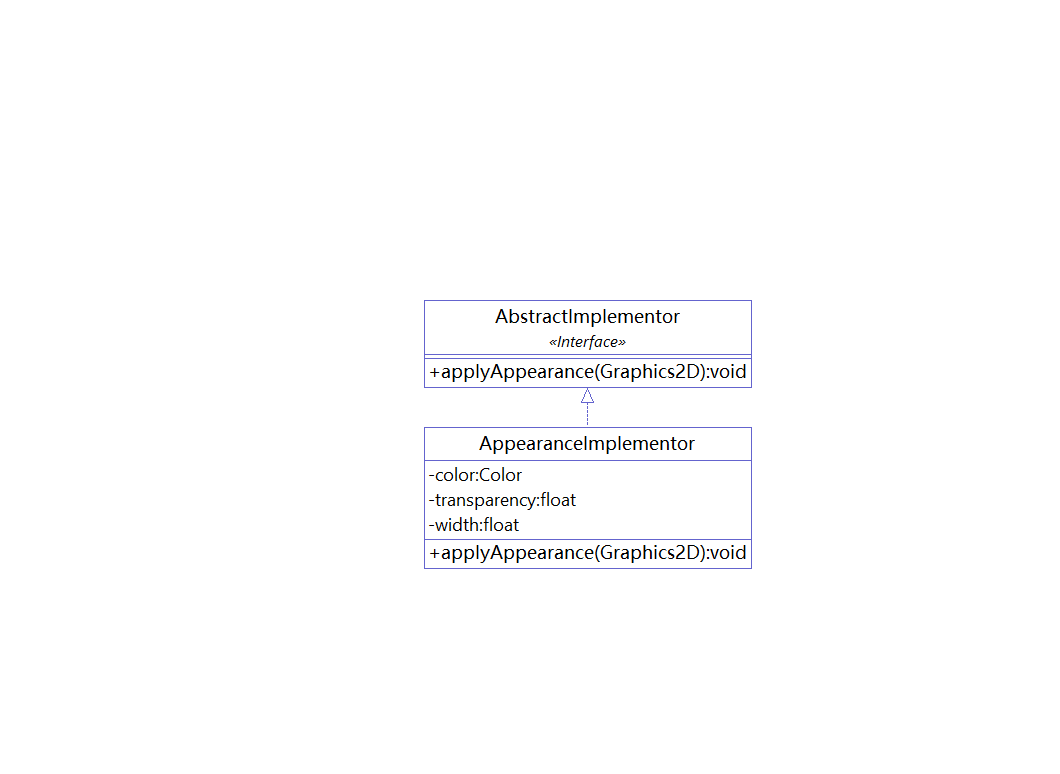 AbstractImplementor
«Interface»
+applyAppearance(Graphics2D):void
AppearanceImplementor
-color:Color
-transparency:float
-width:float
+applyAppearance(Graphics2D):void